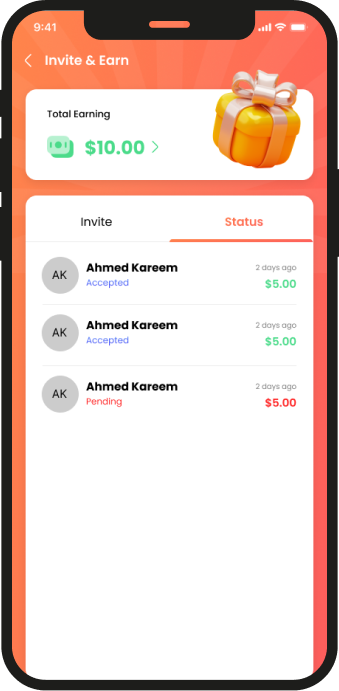 9:41
Invite & Earn
Total Earning
$10.00
Invite
Status
AK
Ahmed Kareem
2 days ago
Accepted
$5.00
AK
Ahmed Kareem
2 days ago
Accepted
$5.00
AK
Ahmed Kareem
2 days ago
Pending
$5.00